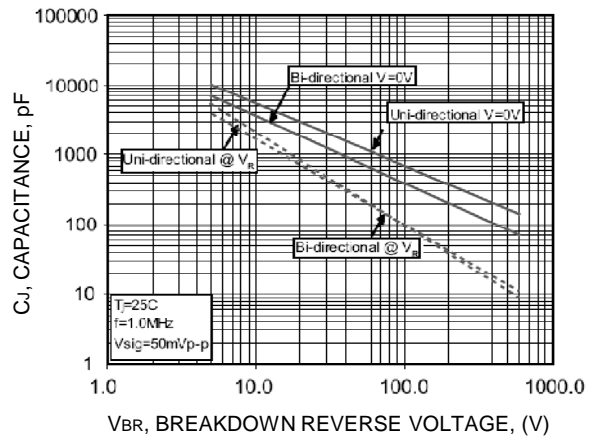 100000
10000
1000
100
10
1
CJ, CAPACITANCE, pF
Bi-directional V=0V
Uni-directional V=0V
Uni-directional @ VR
Bi-directional @ VR
Tj=25C
f=1.0MHz
Vsig=50mVp-p
1.0
10.0
100.0
1000.0
VBR, BREAKDOWN REVERSE VOLTAGE, (V)